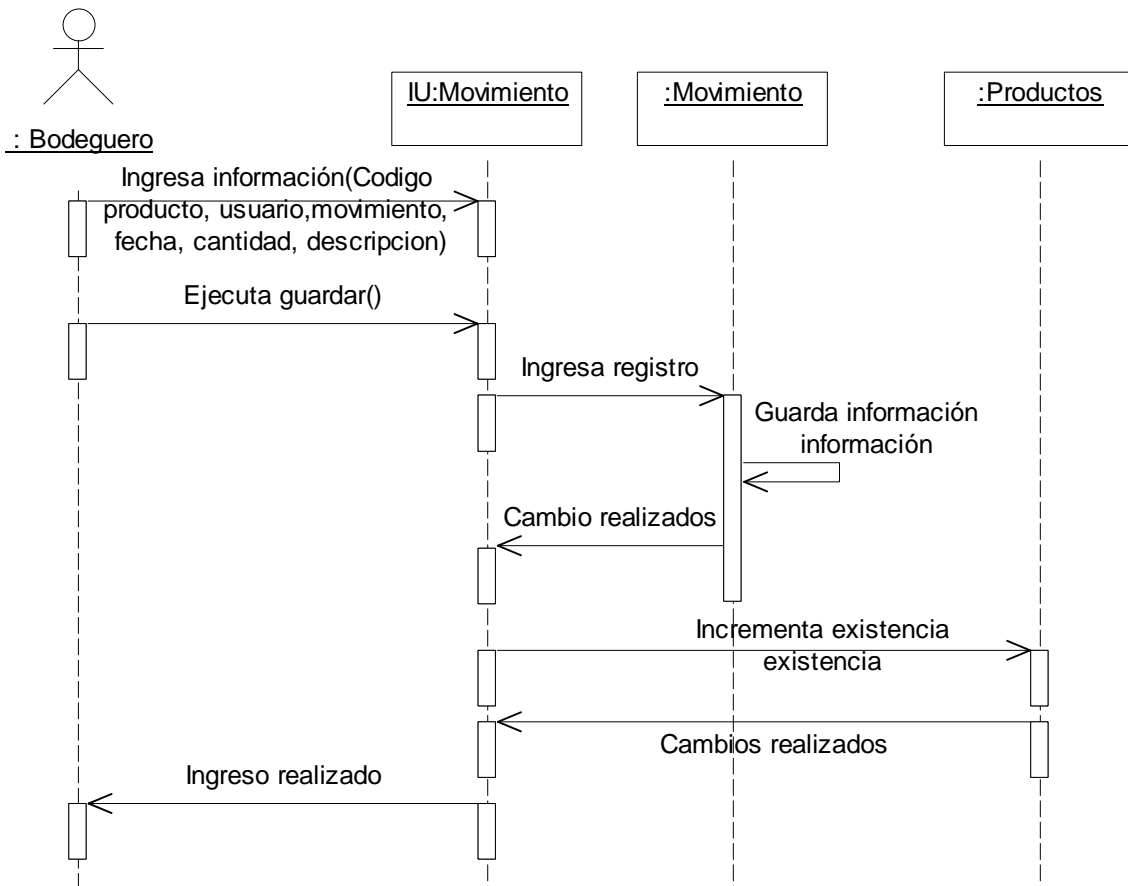 IU:Movimiento
:Movimiento
:Productos
: Bodeguero
Ingresa información(Codigo
producto, usuario,movimiento,
fecha, cantidad, descripcion)
Ejecuta guardar()
Ingresa registro
Guarda información
información
Cambio realizados
Incrementa existencia
existencia
Cambios realizados
Ingreso realizado